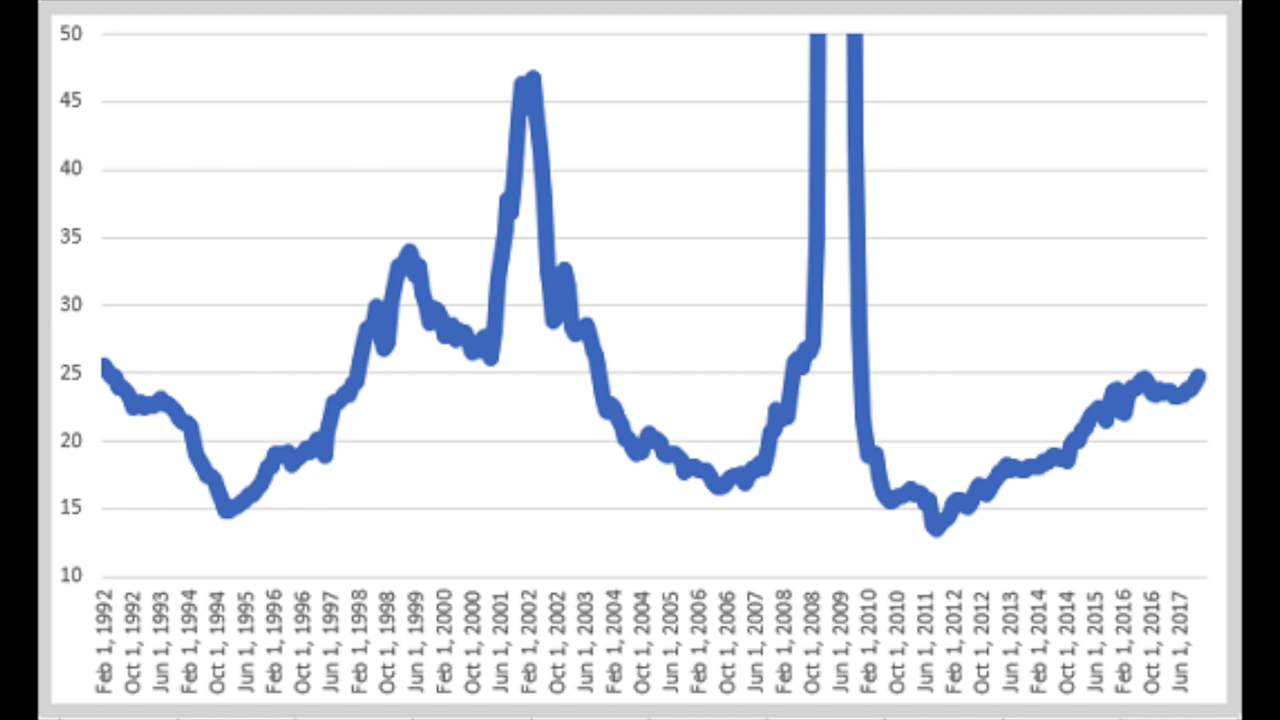 50
45
40
35
30
25
20
15
10
Feb 1, 1992
Oct 1, 1992
Jun 1, 1993
Feb 1, 1994
Oct 1, 1994
Jun 1, 1995
Feb 1, 1996
Oct 1, 1996
Jun 1, 1997
Feb 1, 1998
Oct 1, 1998
Jun 1, 1999
Feb 1, 2000
Oct 1, 2000
Jun 1, 2001
Feb 1, 2002
Oct 1, 2002
Jun 1, 2003
Feb 1, 2004
Oct 1, 2004
Jun 1, 2005
Feb 1, 2006
Oct 1, 2006
Jun 1, 2007
Feb 1, 2008
Oct 1, 2008
Jun 1, 2009
Feb 1, 2010
Oct 1, 2010
Jun 1, 2011
Feb 1, 2012
Oct 1, 2012
Jun 1, 2013
Feb 1, 2014
Oct 1, 2014
Jun 1, 2015
Feb 1, 2016
Oct 1, 2016
Jun 1, 2017